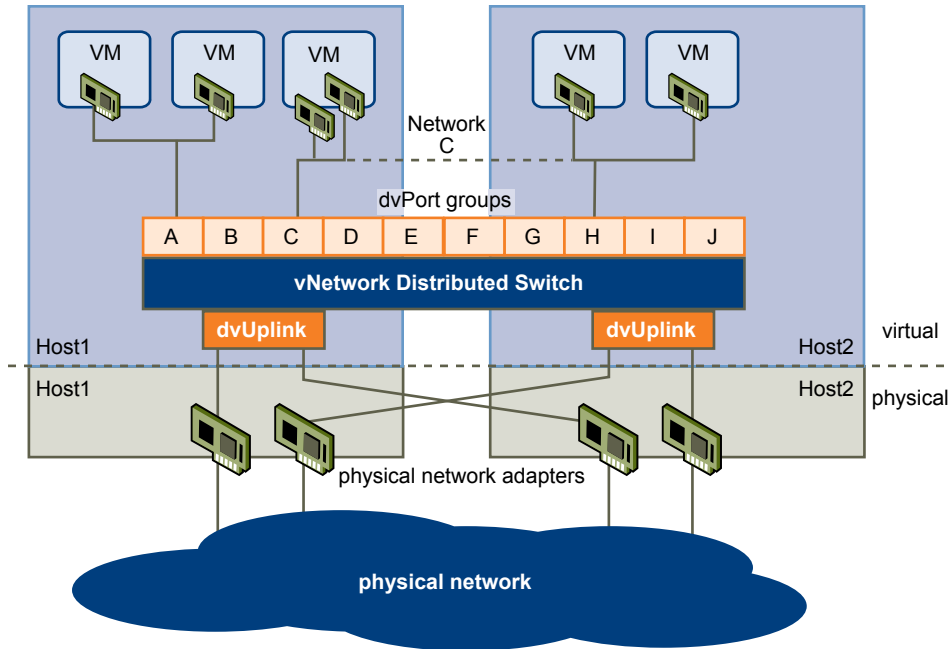 VM
VM
VM
VM
VM
Network
C
dvPort groups
A B C D E F G H I J
vNetwork Distributed Switch
dvUplink
dvUplink
Host1
Host2
virtual
Host1
Host2
physical
physical network adapters
physical network